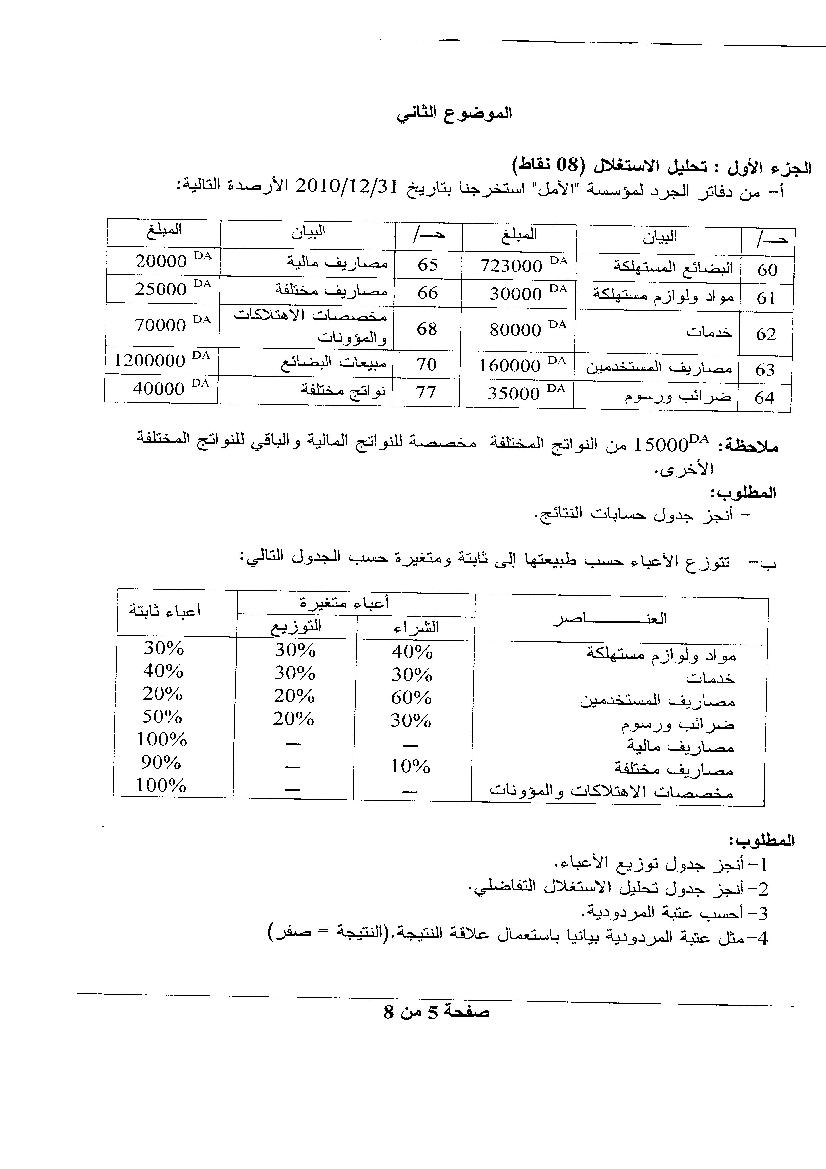 الموضوع الثاني
الجزء الأول : تحليل الاستغلال (08 نقاط)
أ- من دفاتر الجرد لمؤسسة "الأمل" استخرجنا بتاريخ 2010/12/31 الأرصدة التالية:
حـ/ البيان المبلغ حـ/ البيان المبلغ
60 البضائع المستهلكة 723000 DA 65 مصاريف مالية 20000 DA
61 مواد ولوازم مستهلكة 30000 DA 66 مصاريف مختلفة 25000 DA
62 خدمات 80000 DA 68 مخصصات الاهتلاكات والمؤونات 70000 DA
63 مصاريف المستخدمين 160000 DA 70 مبيعات البضائع 1200000 DA
64 ضرائب ورسوم 35000 DA 77 نواتج مختلفة 40000 DA
ملاحظة: 15000DA من النواتج المختلفة مخصصة للنواتج المالية والباقي للنواتج المختلفة
الأخرى.
المطلوب:
- أنجز جدول حسابات النتائج.
ب- تتوزع الأعباء حسب طبيعتها إلى ثابتة ومتغيرة حسب الجدول التالي:
العنـــــــاصر أعباء متغيرة أعباء ثابتة
الشراء التوزيع
مواد ولوازم مستهلكة 40% 30% 30%
خدمات 30% 30% 40%
مصاريف المستخدمين 60% 20% 20%
ضرائب ورسوم 30% 20% 50%
مصاريف مالية – – 100%
مصاريف مختلفة 10% – 90%
مخصصات الاهتلاكات والمؤونات – – 100%
المطلوب:
1- أنجز جدول توزيع الأعباء.
2- أنجز جدول تحليل الاستغلال التفاضلي.
3- أحسب عتبة المردودية.
4- مثل عتبة المردودية بيانيا باستعمال علاقة النتيجة.(النتيجة = صفر)
صفحة 5 من 8